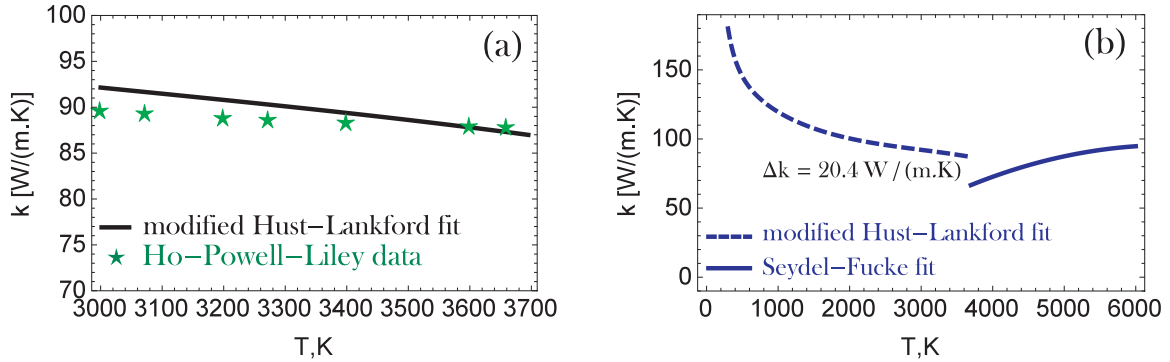 (a)
k [W/(m.K)]
100
95
90
85
80
75
70
modified Hust−Lankford fit
Ho−Powell−Liley data
3000 3100 3200 3300 3400 3500 3600 3700
T,K
(b)
k [W/(m.K)]
150
100
50
0
Δk = 20.4 W/(m.K)
modified Hust−Lankford fit
Seydel−Fucke fit
0 1000 2000 3000 4000 5000 6000
T,K